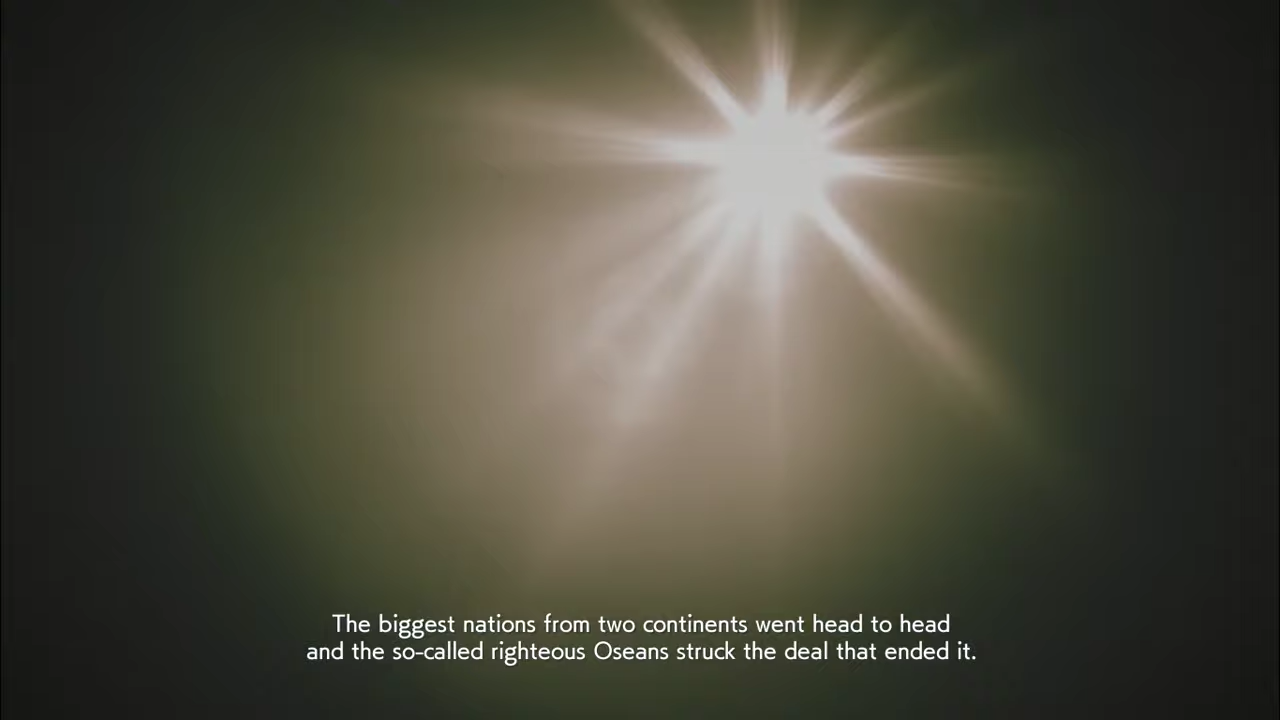 The biggest nations from two continents went head to head
and the so-called righteous Oseans struck the deal that ended it.